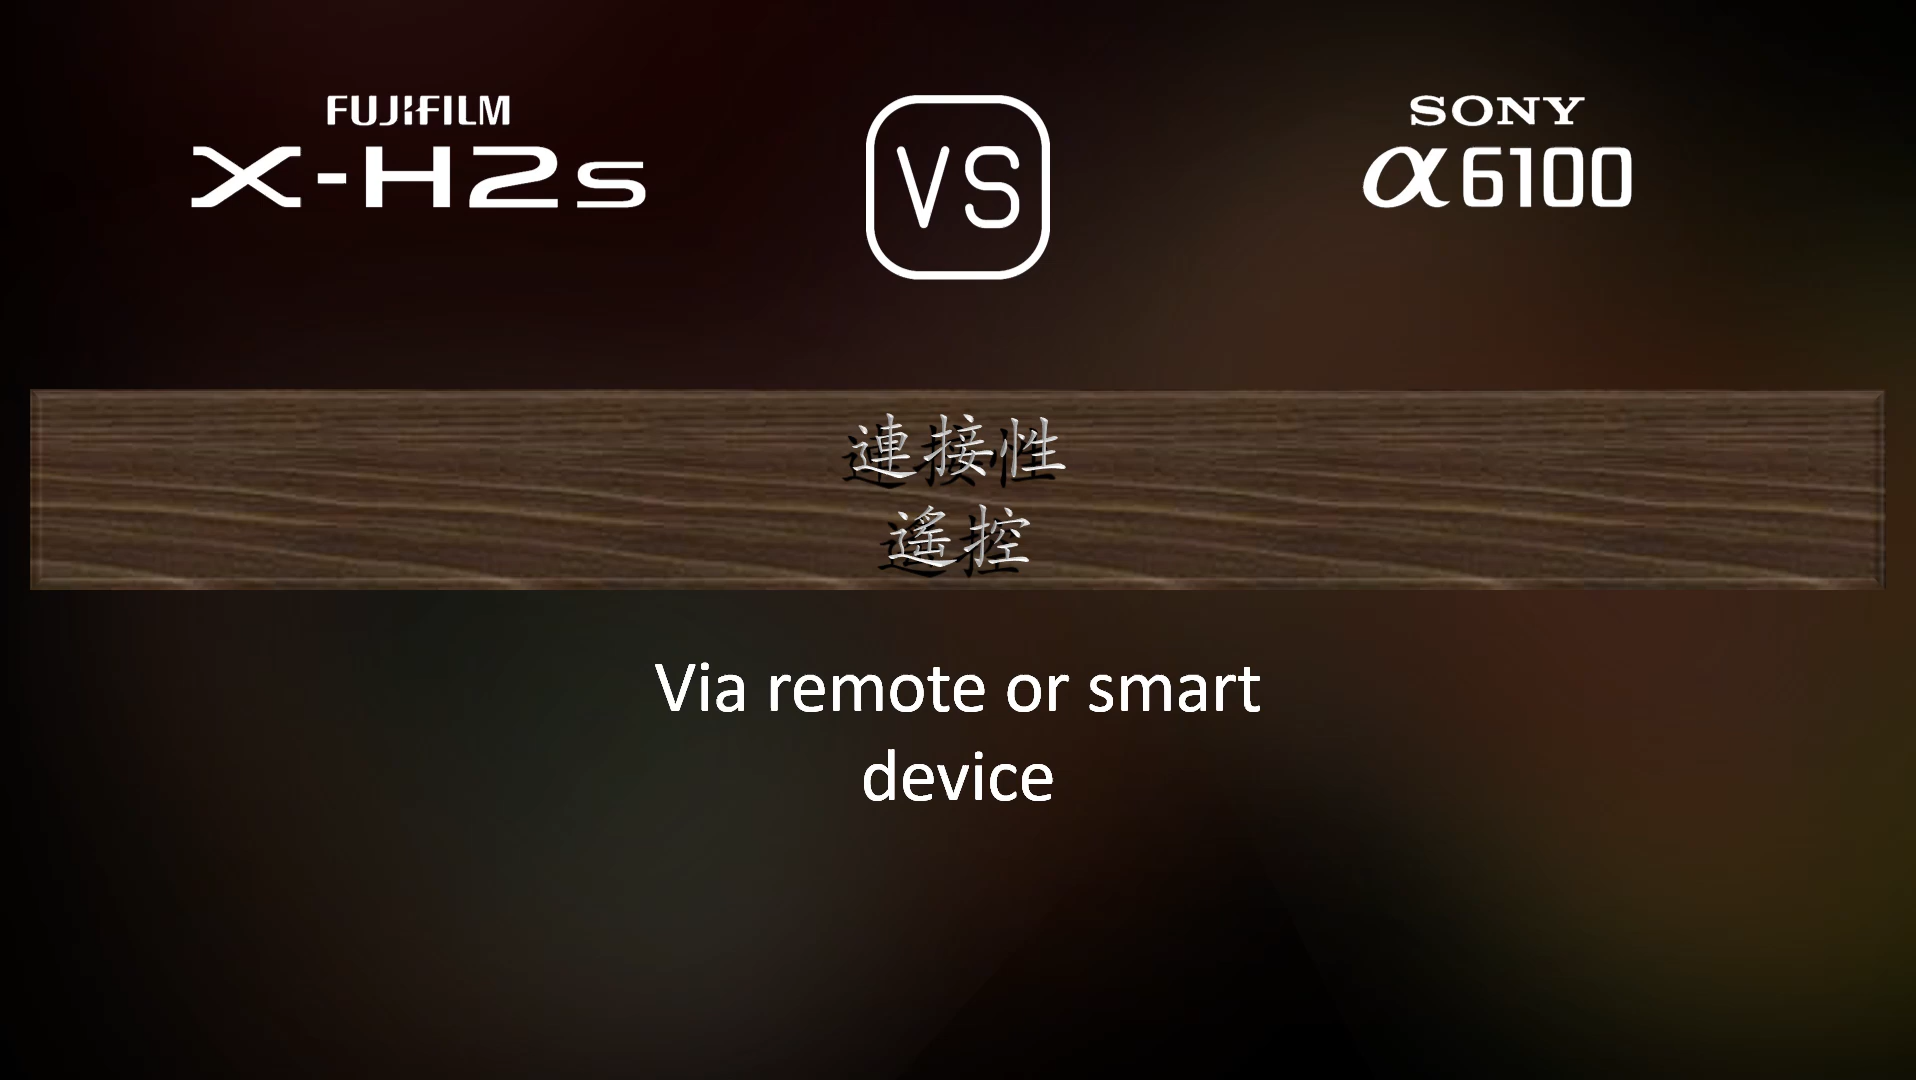 FUJIFILM
X-H2s
VS
SONY
α6100
連接性
遙控
Via remote or smart
device